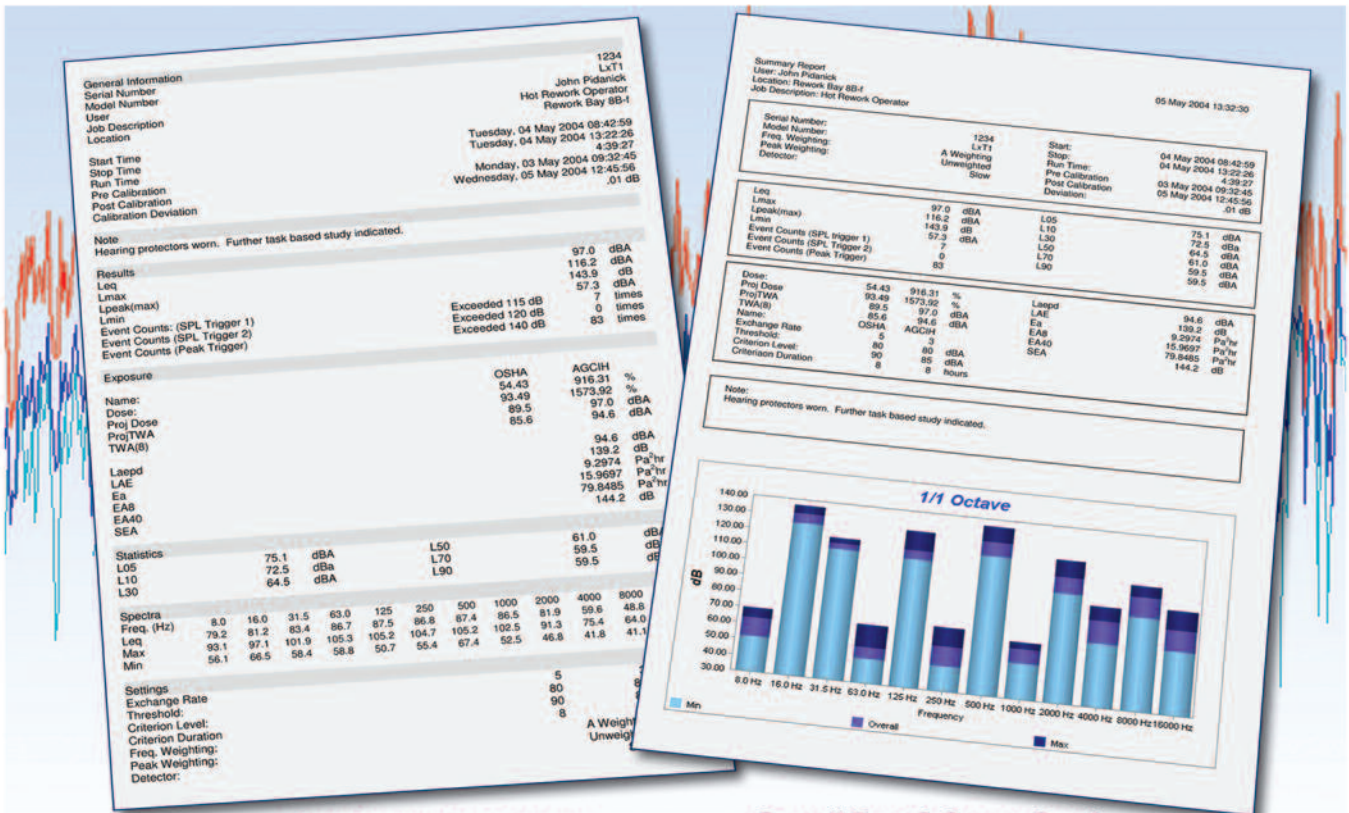 General Information
Serial Number 1234
Model Number LxT1
User John Pidanick
Job Description Hot Rework Operator
Location Rework Bay 8B-f
Start Time Tuesday, 04 May 2004 08:42:59
Stop Time Tuesday, 04 May 2004 13:22:26
Run Time 4:39:27
Pre Calibration Monday, 03 May 2004 09:32:45
Post Calibration Wednesday, 05 May 2004 12:45:56
Calibration Deviation .01 dB
Note
Hearing protectors worn. Further task based study indicated.
Results
Leq 97.0 dBA
Lmax 116.2 dBA
Lpeak(max) 143.9 dB
Lmin 57.3 dBA
Event Counts: (SPL Trigger 1) Exceeded 115 dB 7 times
Event Counts (SPL Trigger 2) Exceeded 120 dB 0 times
Event Counts (Peak Trigger) Exceeded 140 dB 83 times
Exposure
Name: OSHA AGCIH
Dose: 54.43 916.31 %
Proj Dose 93.49 1573,92 %
ProjTWA 89.5 97.0 dBA
TWA(8) 85.6 94.6 dBA
Laepd 94.6 dBA
LAE 139.2 dB
Ea 9.2974 Pa²hr
EA8 15.9697 Pa²hr
EA40 79.8485 Pa²hr
SEA 144.2 dB
Statistics
L05 75.1 dBA L50 61.0 dBA
L10 72.5 dBa L70 59.5 dB
L30 64.5 dBA L90 59.5 dB
Spectra
Freq. (Hz) 8.0 16.0 31.5 63.0 125 250 500 1000 2000 4000 8000
Leq 79.2 81.2 83.4 86.7 87.5 86.8 87.4 86.5 81.9 59.6 48.8
Max 93.1 97.1 101.9 105.3 105.2 104.7 105.2 102.5 91.3 75.4 64.0
Min 56.1 66.5 58.4 58.8 50.7 55.4 67.4 52.5 46.8 41.8 41.1
Settings
Exchange Rate 5
Threshold: 80
Criterion Level: 90
Criterion Duration 8
Freq. Weighting: A Weight
Peak Weighting: Unweig
Detector:
Summary Report
User: John Pidanick
Location: Rework Bay 8B-f
Job Description: Hot Rework Operator
05 May 2004 13:32:30
Serial Number: 1234 Start: 04 May 2004 08:42:59
Model Number: LxT1 Stop: 04 May 2004 13:22:26
Freq. Weighting: A Weighting Run Time: 4:39:27
Peak Weighting: Unweighted Pre Calibration 03 May 2004 09:32:45
Detector: Slow Post Calibration 05 May 2004 12:45:56
Deviation: .01 dB
Leq 97.0 dBA L05 75.1 dBA
Lmax 116.2 dBA L10 72.5 dBa
Lpeak(max) 143.9 dB L30 64.5 dBA
Lmin 57.3 dBA L50 61.0 dBA
Event Counts (SPL trigger 1) 7 L70 59.5 dBA
Event Counts (SPL Trigger 2) 0 L90 59.5 dBA
Event Counts (Peak Trigger) 83
Dose: 54.43 916.31 % Laepd 94.6 dBA
Proj Dose 93.49 1573,92 % LAE 139.2 dB
ProjTWA 89.5 97.0 dBA Ea 9.2974 Pa²hr
TWA(8) 85.6 94.6 dBA EA8 15.9697 Pa²hr
Name: OSHA AGCIH EA40 79.8485 Pa²hr
Exchange Rate 5 3 SEA 144.2 dB
Threshold: 80 80 dBA
Criterion Level: 90 85 dBA
Criteriaon Duration 8 8 hours
Note:
Hearing protectors worn. Further task based study indicated.
1/1 Octave
dB
140.00
130.00
120.00
110.00
100.00
90.00
80.00
70.00
60.00
50.00
40.00
30.00
8.0 Hz 16.0 Hz 31.5 Hz 63.0 Hz 125 Hz 250 Hz 500 Hz 1000 Hz 2000 Hz 4000 Hz 8000 Hz 16000 Hz
Frequency
Min Overall Max